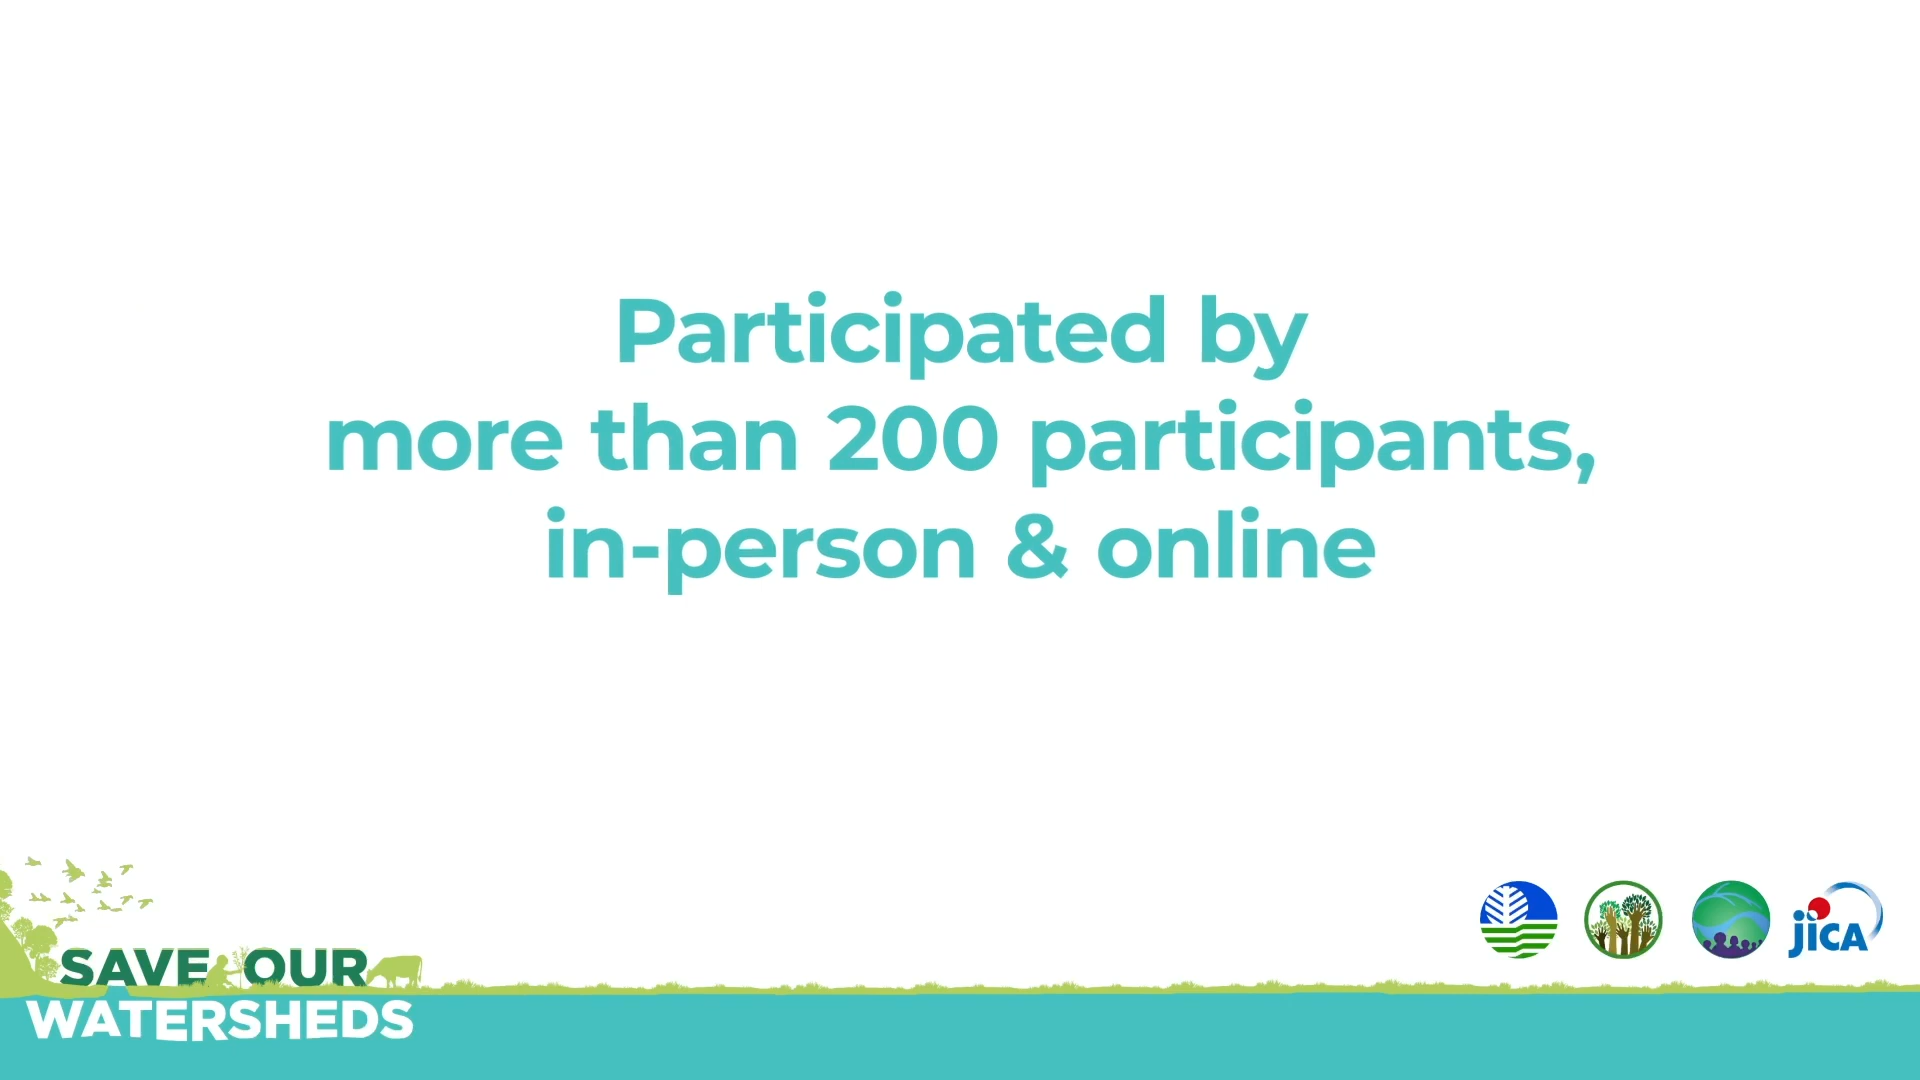 Participated by
more than 200 participants,
in-person & online
SAVE OUR
WATERSHEDS
jICA